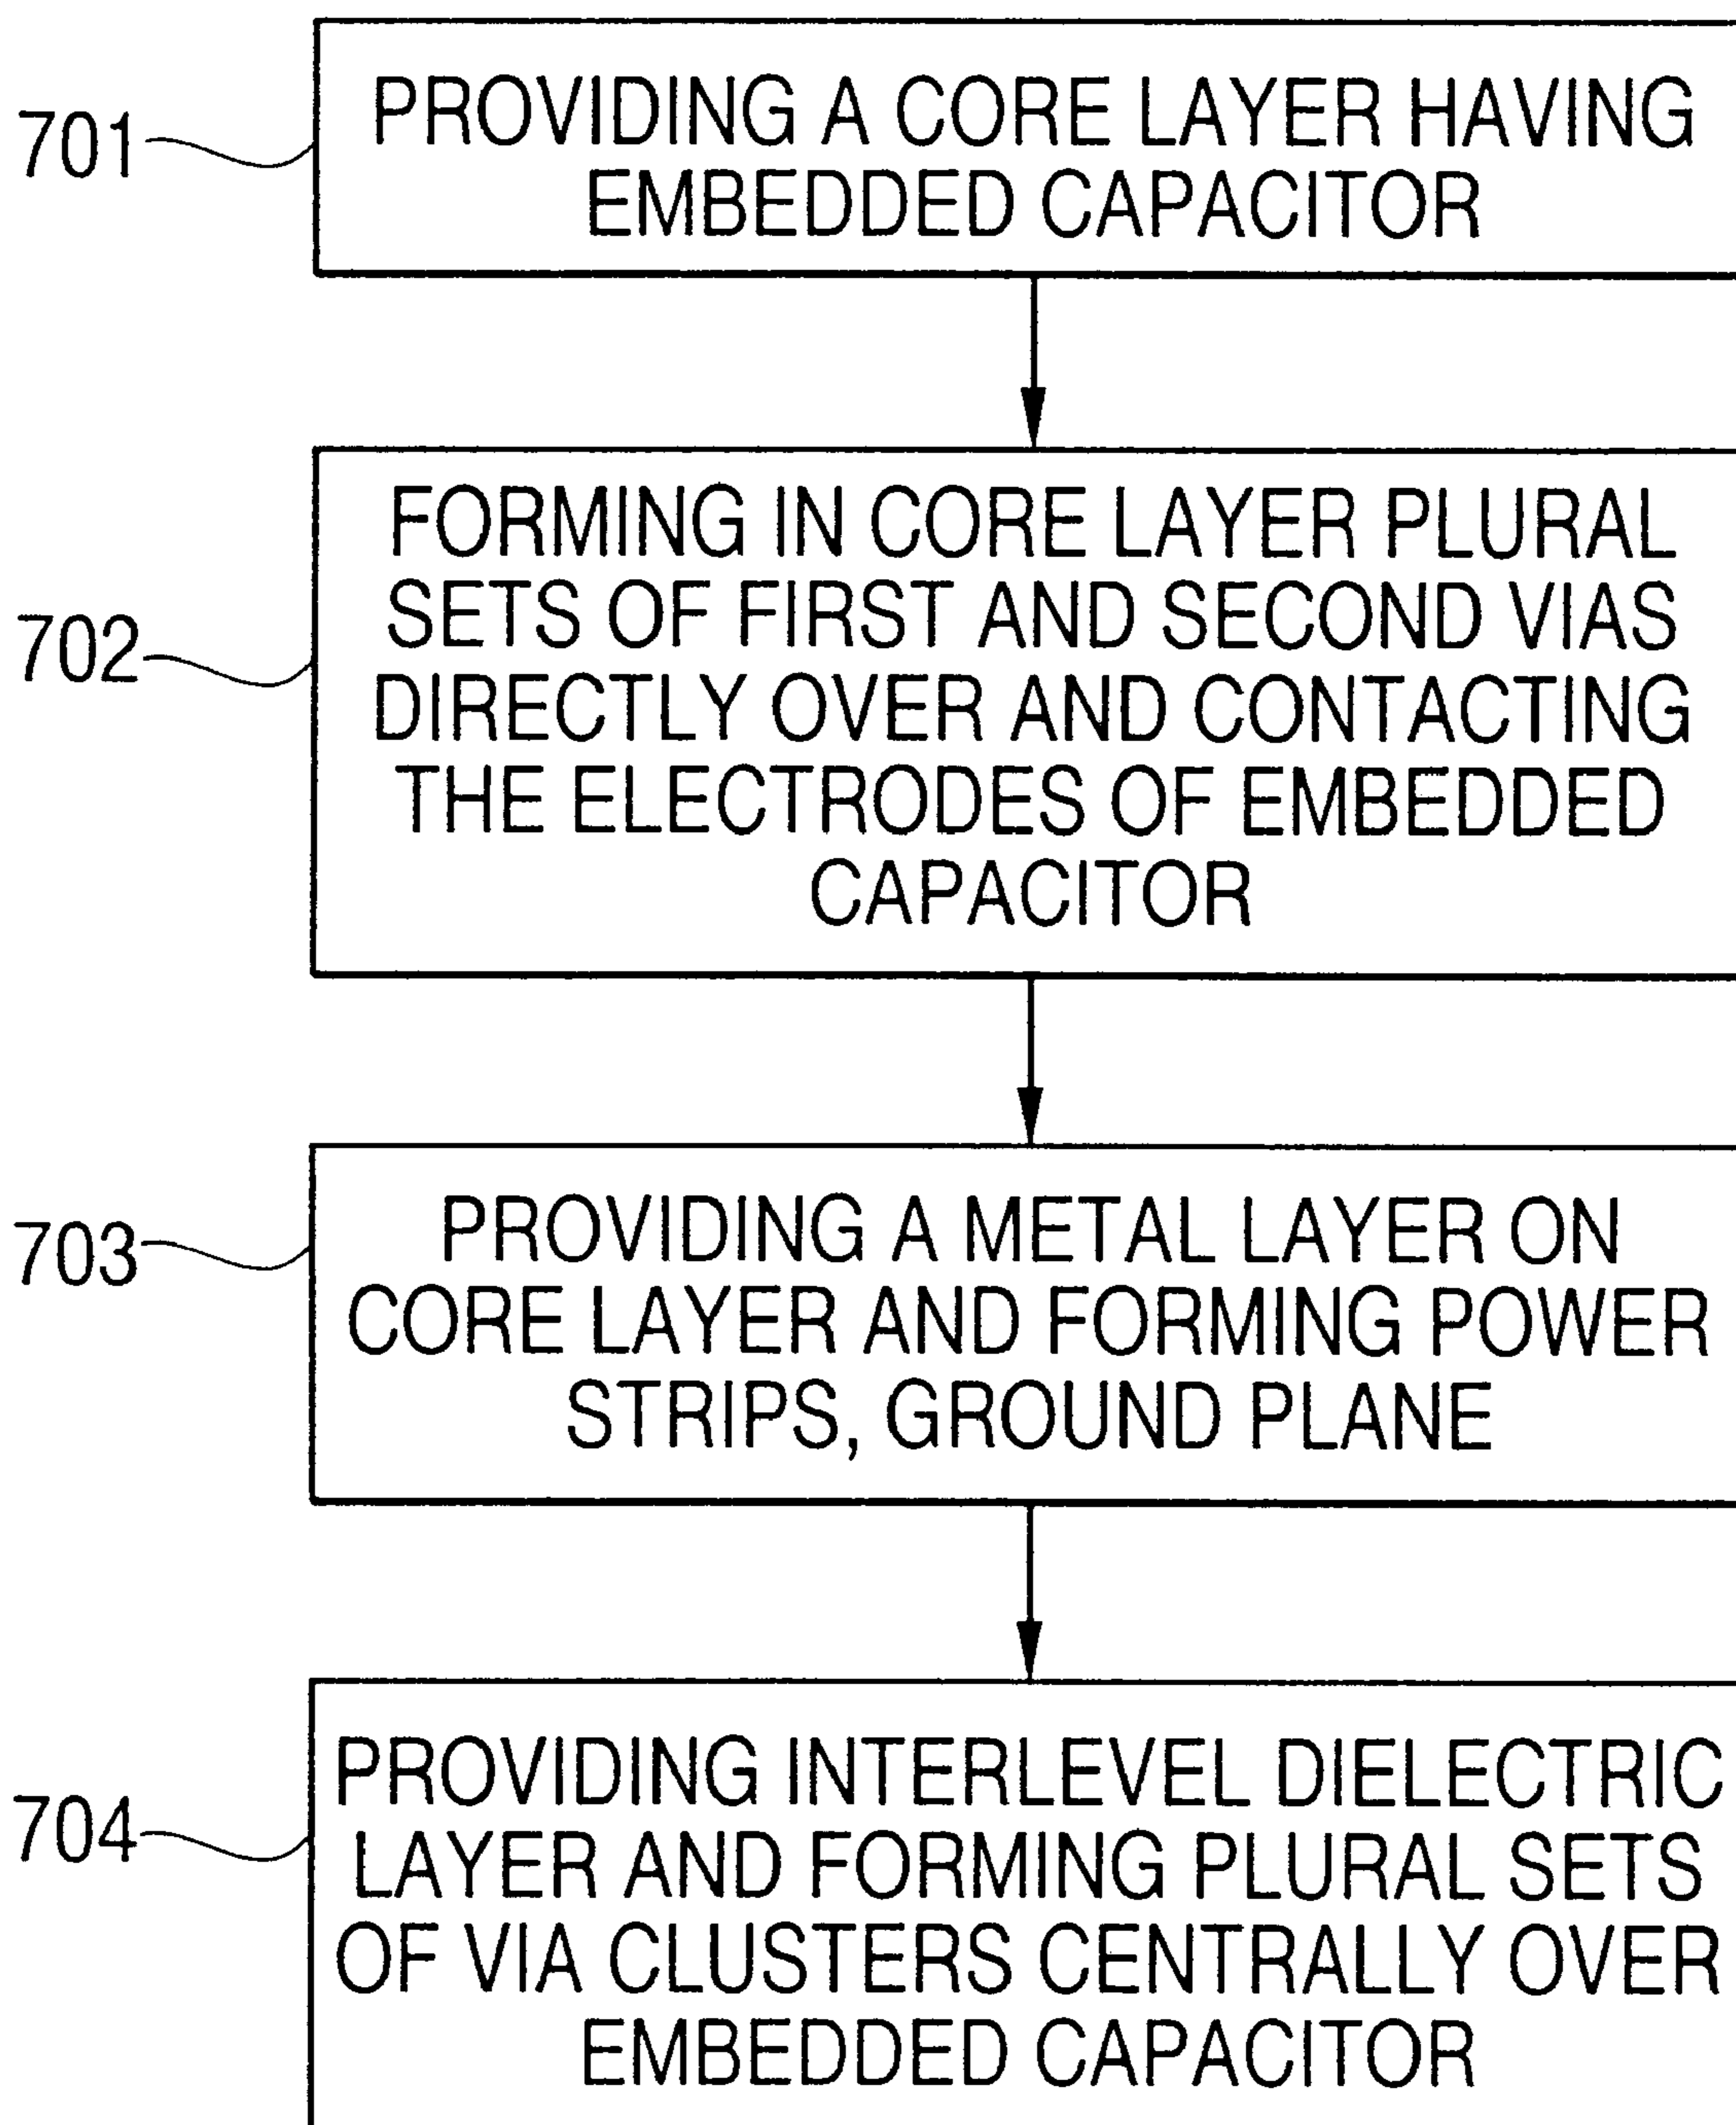 701
PROVIDING A CORE LAYER HAVING
EMBEDDED CAPACITOR
702
FORMING IN CORE LAYER PLURAL
SETS OF FIRST AND SECOND VIAS
DIRECTLY OVER AND CONTACTING
THE ELECTRODES OF EMBEDDED
CAPACITOR
703
PROVIDING A METAL LAYER ON
CORE LAYER AND FORMING POWER
STRIPS, GROUND PLANE
704
PROVIDING INTERLEVEL DIELECTRIC
LAYER AND FORMING PLURAL SETS
OF VIA CLUSTERS CENTRALLY OVER
EMBEDDED CAPACITOR